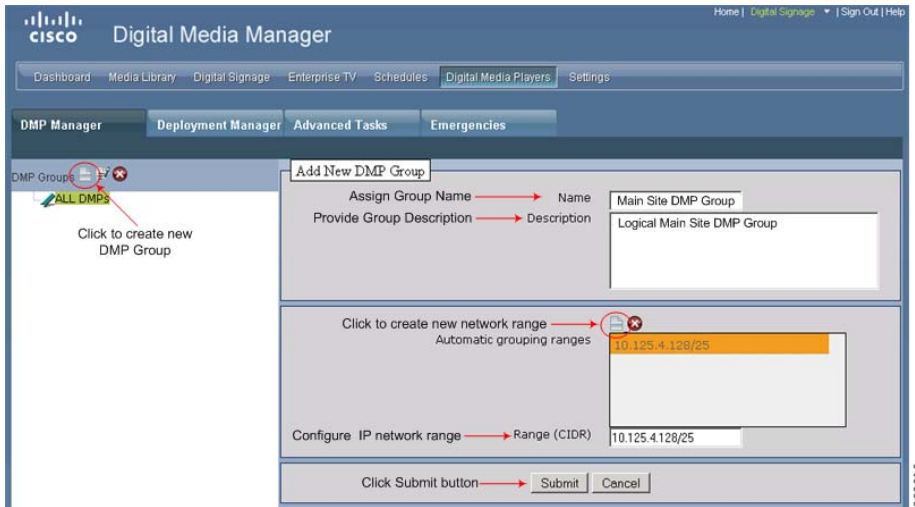 Home | Digital Signage ▼ | Sign Out | Help
CISCO Digital Media Manager
Dashboard Media Library Digital Signage Enterprise TV Schedules Digital Media Players Settings
DMP Manager Deployment Manager Advanced Tasks Emergencies
DMP Groups
ALL DMPs
Click to create new
DMP Group
Add New DMP Group
Assign Group Name Name Main Site DMP Group
Provide Group Description Description Logical Main Site DMP Group
Click to create new network range
Automatic grouping ranges
10.125.4.128/25
Configure IP network range Range (CIDR) 10.125.4.128/25
Click Submit button Submit Cancel